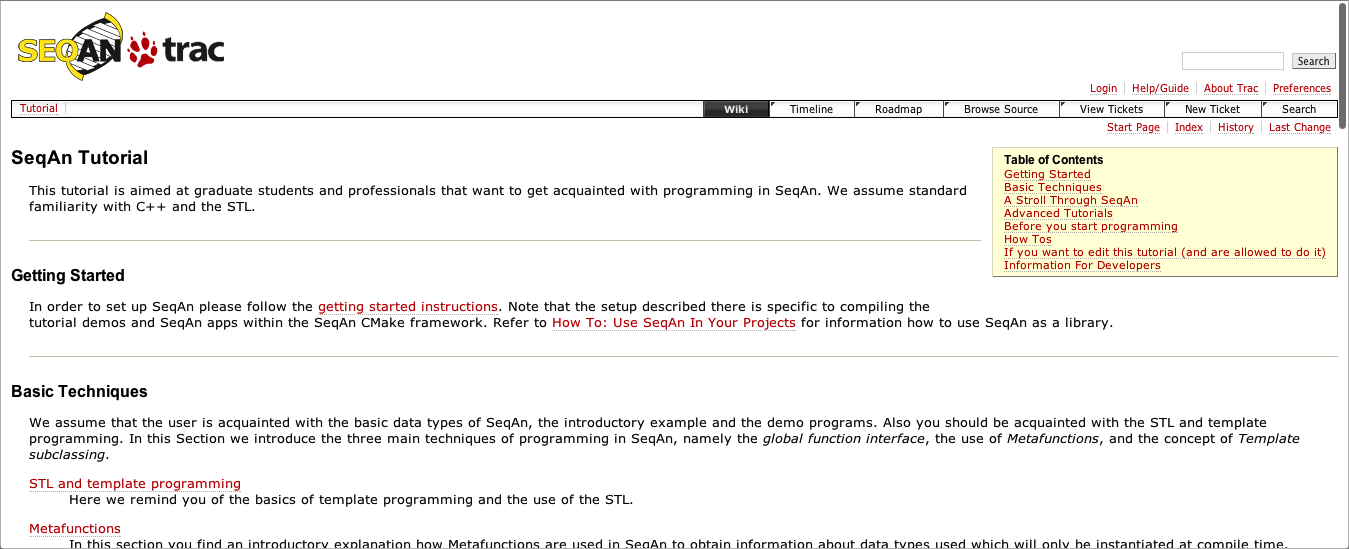 SEQAN trac
Search
Login Help/Guide About Trac Preferences
Tutorial Wiki Timeline Roadmap Browse Source View Tickets New Ticket Search
Start Page Index History Last Change
SeqAn Tutorial
This tutorial is aimed at graduate students and professionals that want to get acquainted with programming in SeqAn. We assume standard
familiarity with C++ and the STL.
Table of Contents
Getting Started
Basic Techniques
A Stroll Through SeqAn
Advanced Tutorials
Before you start programming
How Tos
If you want to edit this tutorial (and are allowed to do it)
Information For Developers
Getting Started
In order to set up SeqAn please follow the getting started instructions. Note that the setup described there is specific to compiling the
tutorial demos and SeqAn apps within the SeqAn CMake framework. Refer to How To: Use SeqAn In Your Projects for information how to use SeqAn as a library.
Basic Techniques
We assume that the user is acquainted with the basic data types of SeqAn, the introductory example and the demo programs. Also you should be acquainted with the STL and template
programming. In this Section we introduce the three main techniques of programming in SeqAn, namely the global function interface, the use of Metafunctions, and the concept of Template
subclassing.
STL and template programming
Here we remind you of the basics of template programming and the use of the STL.
Metafunctions
In this section you find an introductory explanation how Metafunctions are used in SeqAn to obtain information about data types used which will only be instantiated at compile time.